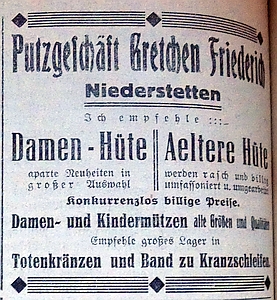 Putzgeschäft Gretchen Friederich
Niederstetten
Ich empfehle :::
Damen-Hüte
aparte Neuheiten in
großer Auswahl
Aeltere Hüte
werden rasch und billig
umfassoniert u. umgearbeitet
Konkurrenzlos billige Preise.
Damen- und Kindermützen alle Größen und Qualitäten
Empfehle großes Lager in
Totenkränzen und Band zu Kranzschleifen.